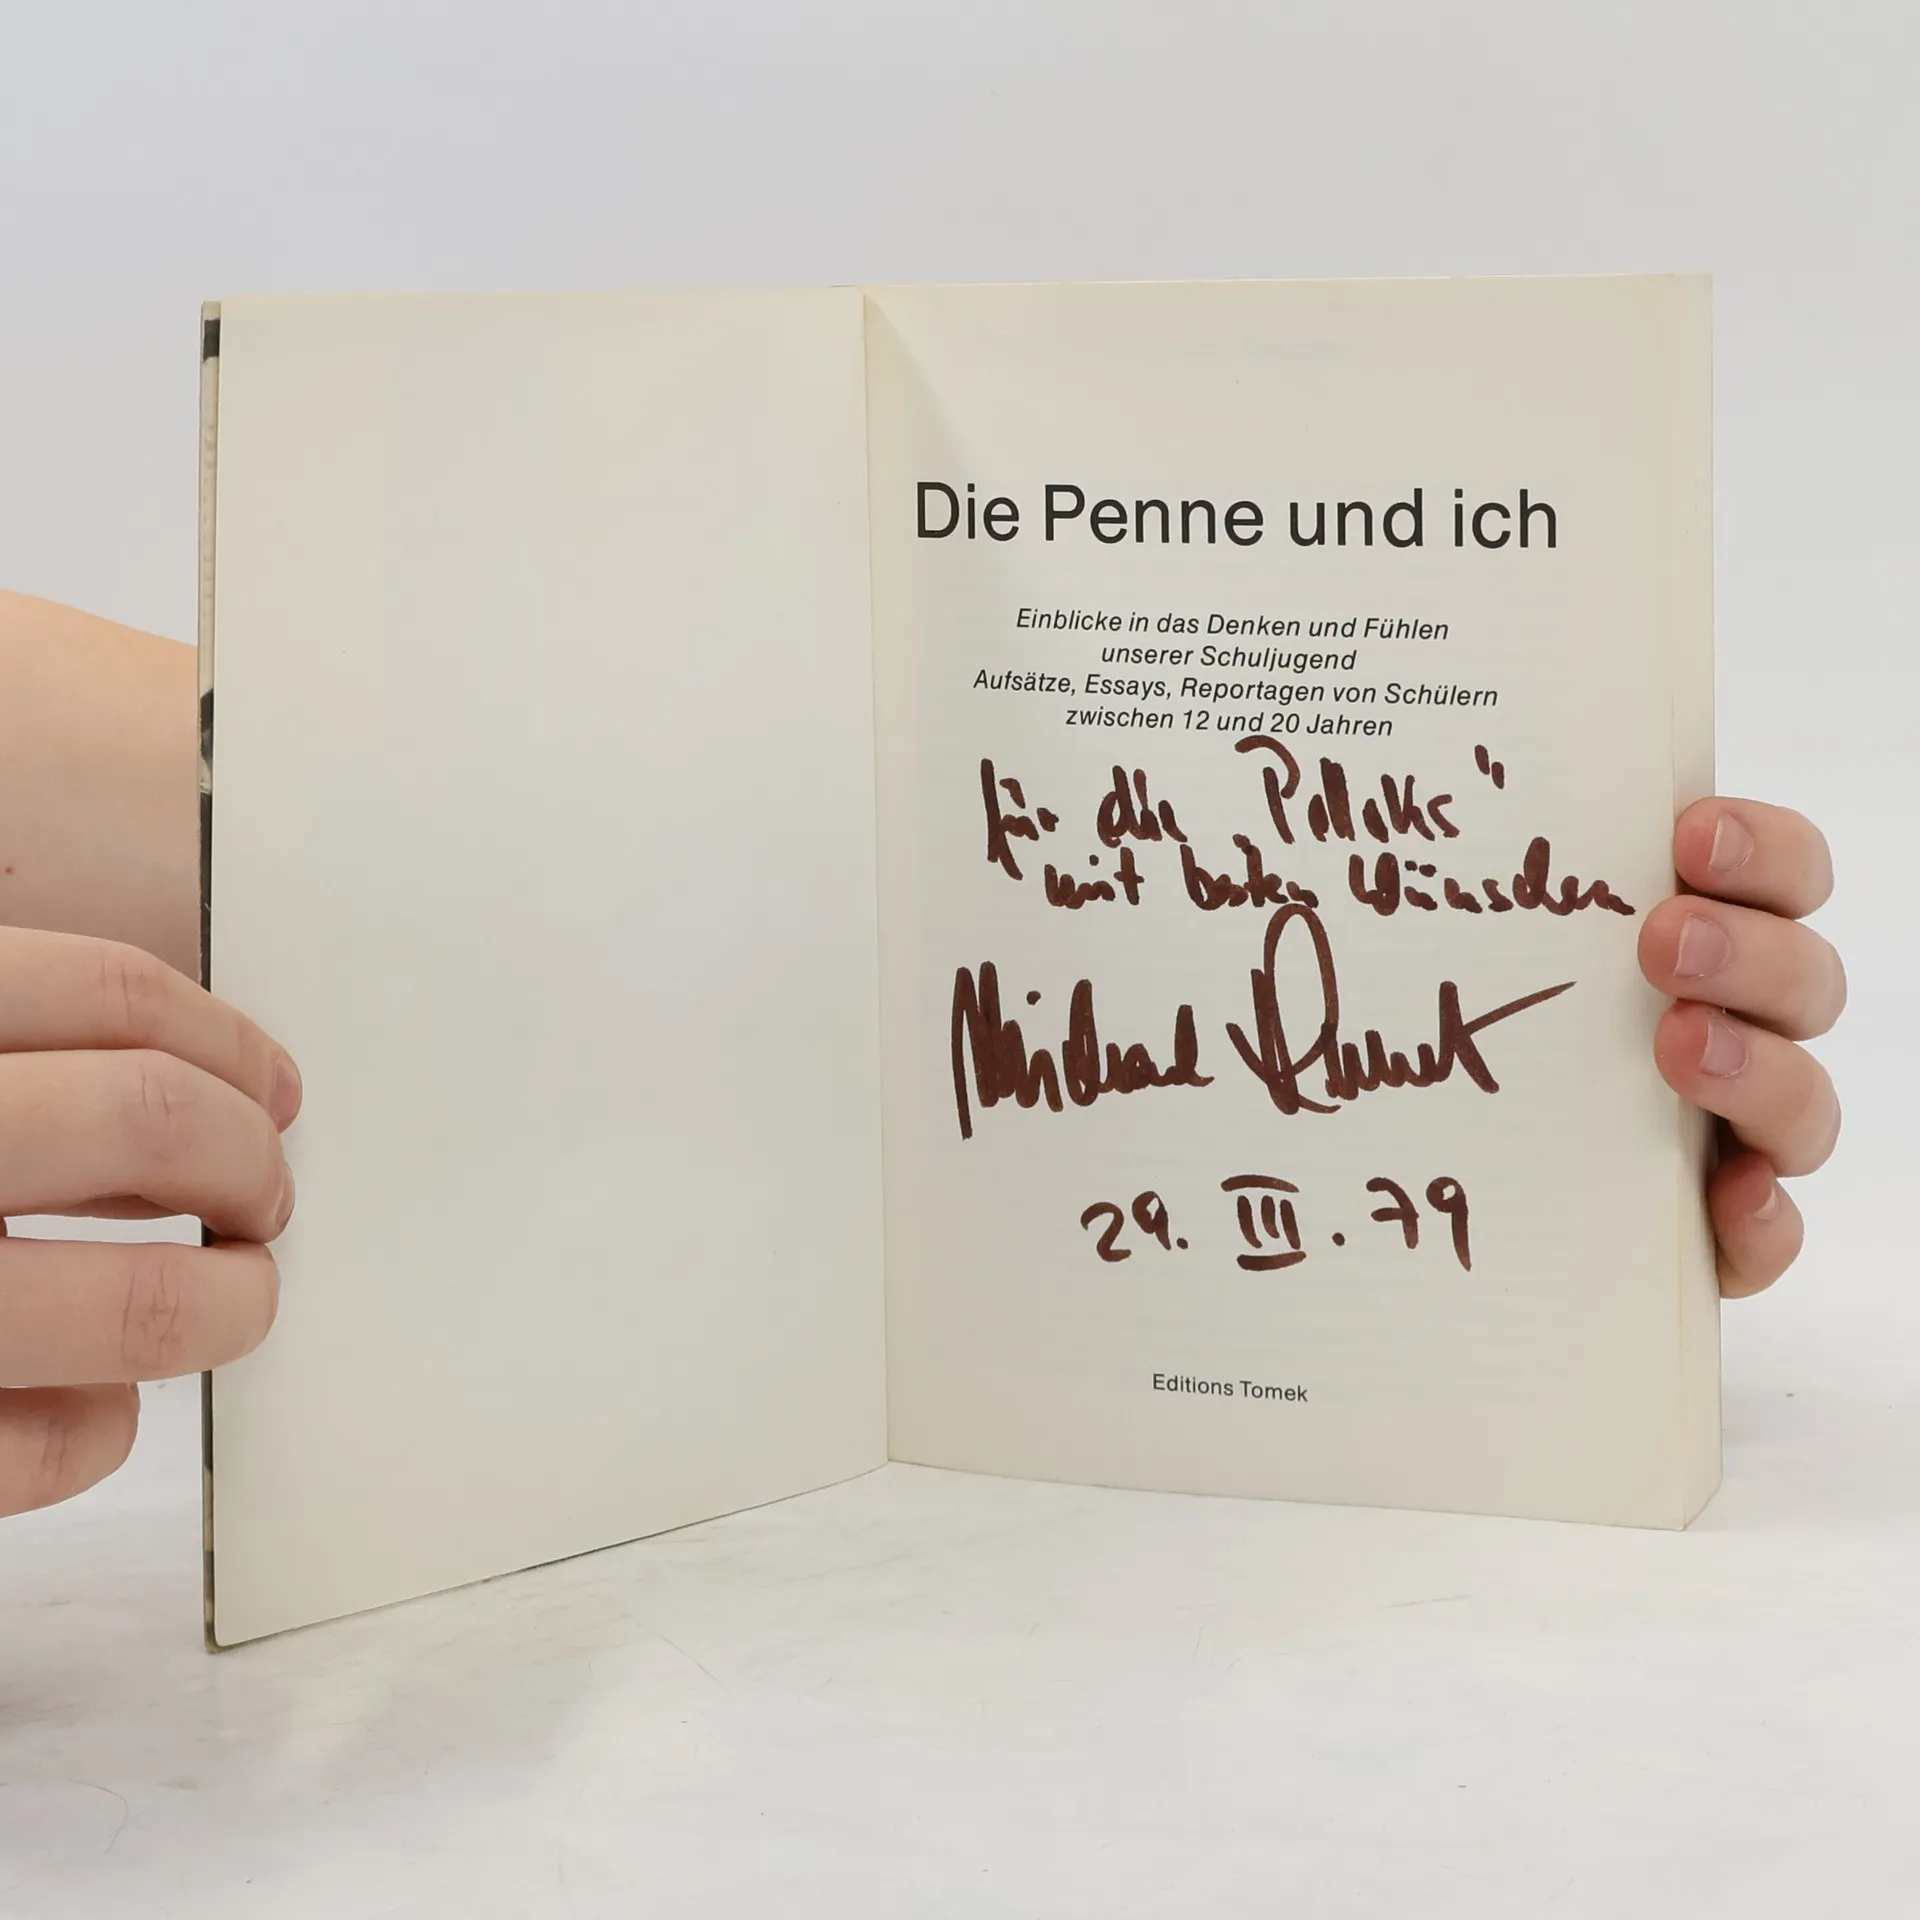 Die Penne und ich
Einblicke in das Denken und Fühlen
unserer Schuljugend
Aufsätze, Essays, Reportagen von Schülern
zwischen 12 und 20 Jahren
für die
mit besten Wünschen
Michael
29. III. 79
Editions Tomek